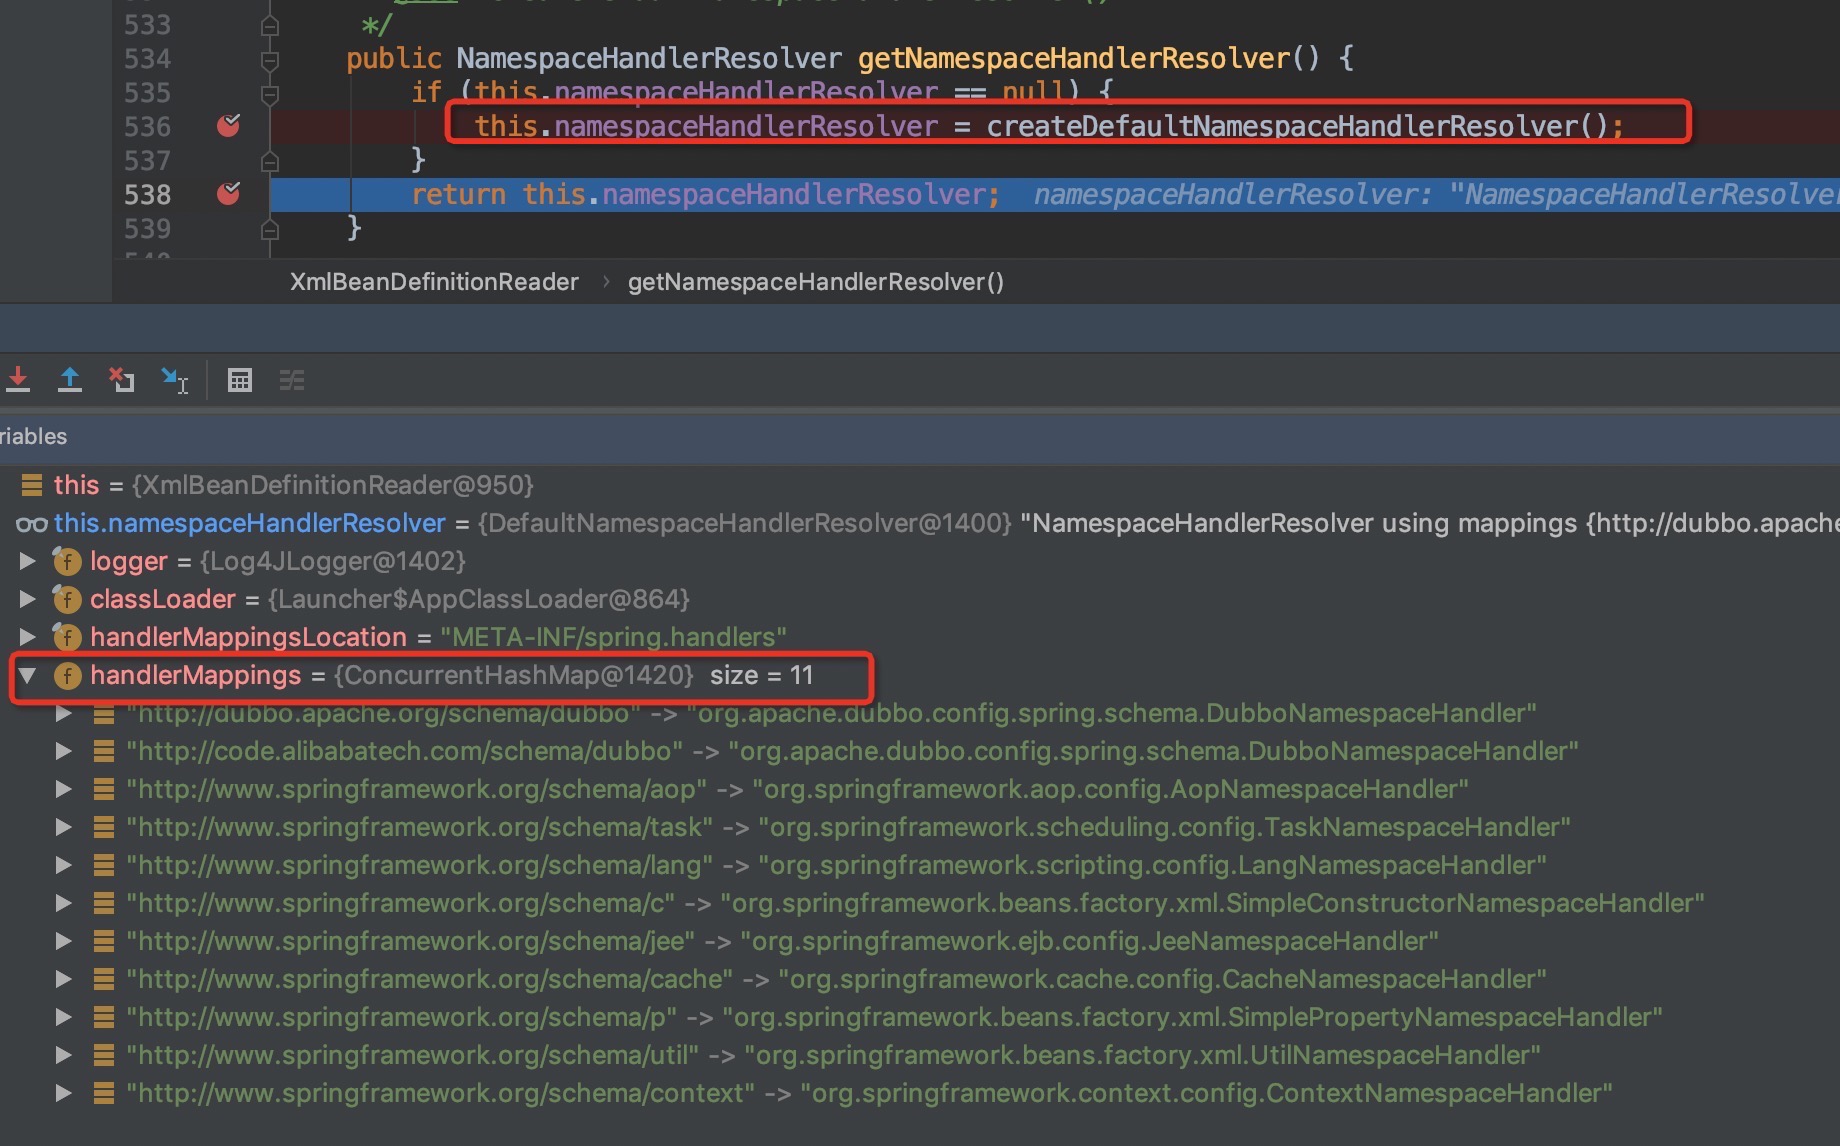 533 */
534 public NamespaceHandlerResolver getNamespaceHandlerResolver() {
535 if (this.namespaceHandlerResolver == null) {
536 this.namespaceHandlerResolver = createDefaultNamespaceHandlerResolver();
537 }
538 return this.namespaceHandlerResolver; namespaceHandlerResolver: "NamespaceHandlerResolver
539 }
XmlBeanDefinitionReader › getNamespaceHandlerResolver()
riables
this = {XmlBeanDefinitionReader@950}
this.namespaceHandlerResolver = {DefaultNamespaceHandlerResolver@1400} "NamespaceHandlerResolver using mappings {http://dubbo.apache
logger = {Log4JLogger@1402}
classLoader = {Launcher$AppClassLoader@864}
handlerMappingsLocation = "META-INF/spring.handlers"
handlerMappings = {ConcurrentHashMap@1420} size = 11
"http://dubbo.apache.org/schema/dubbo" -> "org.apache.dubbo.config.spring.schema.DubboNamespaceHandler"
"http://code.alibabatech.com/schema/dubbo" -> "org.apache.dubbo.config.spring.schema.DubboNamespaceHandler"
"http://www.springframework.org/schema/aop" -> "org.springframework.aop.config.AopNamespaceHandler"
"http://www.springframework.org/schema/task" -> "org.springframework.scheduling.config.TaskNamespaceHandler"
"http://www.springframework.org/schema/lang" -> "org.springframework.scripting.config.LangNamespaceHandler"
"http://www.springframework.org/schema/c" -> "org.springframework.beans.factory.xml.SimpleConstructorNamespaceHandler"
"http://www.springframework.org/schema/jee" -> "org.springframework.ejb.config.JeeNamespaceHandler"
"http://www.springframework.org/schema/cache" -> "org.springframework.cache.config.CacheNamespaceHandler"
"http://www.springframework.org/schema/p" -> "org.springframework.beans.factory.xml.SimplePropertyNamespaceHandler"
"http://www.springframework.org/schema/util" -> "org.springframework.beans.factory.xml.UtilNamespaceHandler"
"http://www.springframework.org/schema/context" -> "org.springframework.context.config.ContextNamespaceHandler"